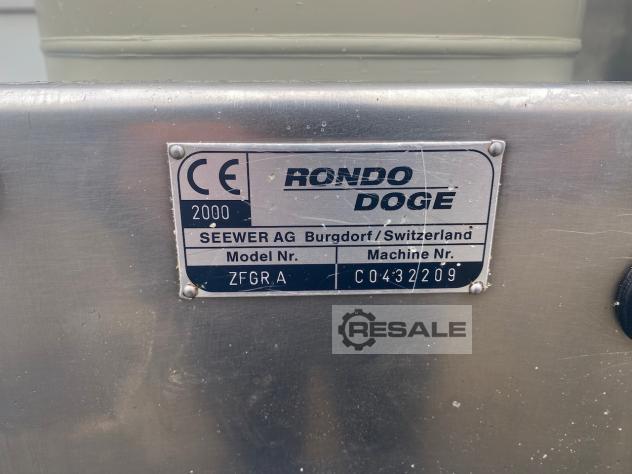 CE RONDO
2000 DOGE
SEEWER AG Burgdorf/Switzerland
Model Nr. Machine Nr.
ZFGR.A C0432209
RESALE